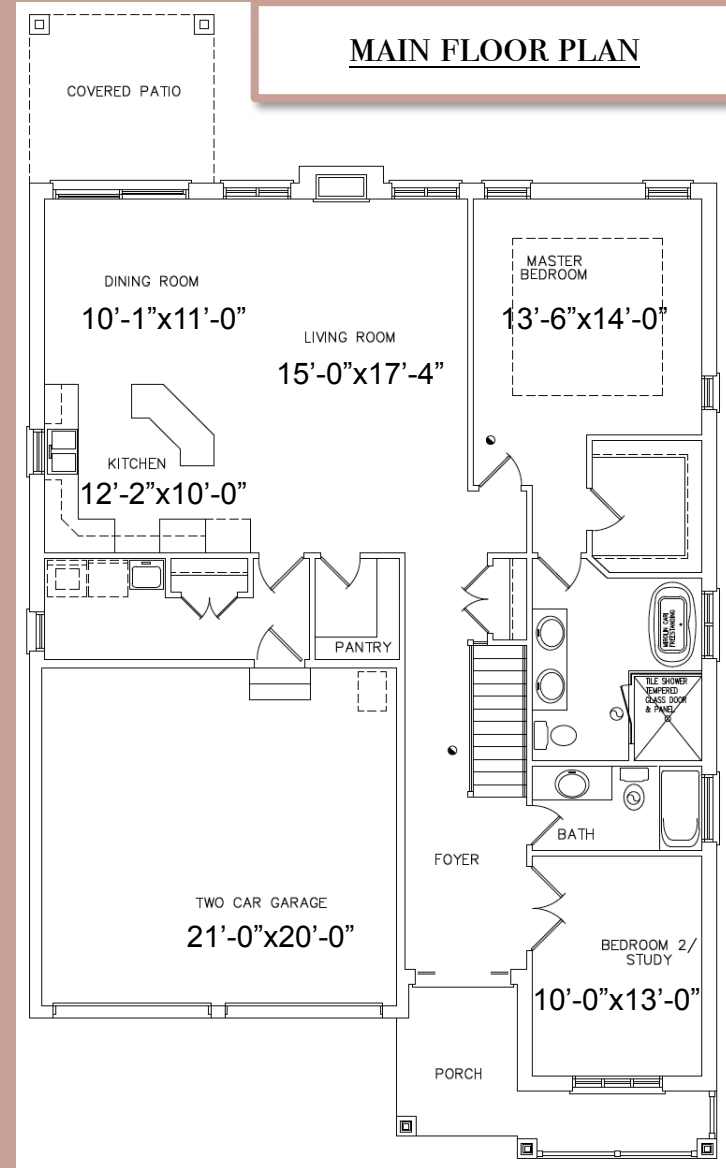 MAIN FLOOR PLAN
COVERED PATIO
DINING ROOM
10’-1”x11’-0”
LIVING ROOM
15’-0”x17’-4”
MASTER
BEDROOM
13’-6”x14’-0”
KITCHEN
12’-2”x10’-0”
PANTRY
FREESTANDING
TILE SHOWER
TEMPERED
GLASS DOOR
& PANEL
BATH
FOYER
TWO CAR GARAGE
21’-0”x20’-0”
BEDROOM 2/
STUDY
10’-0”x13’-0”
PORCH